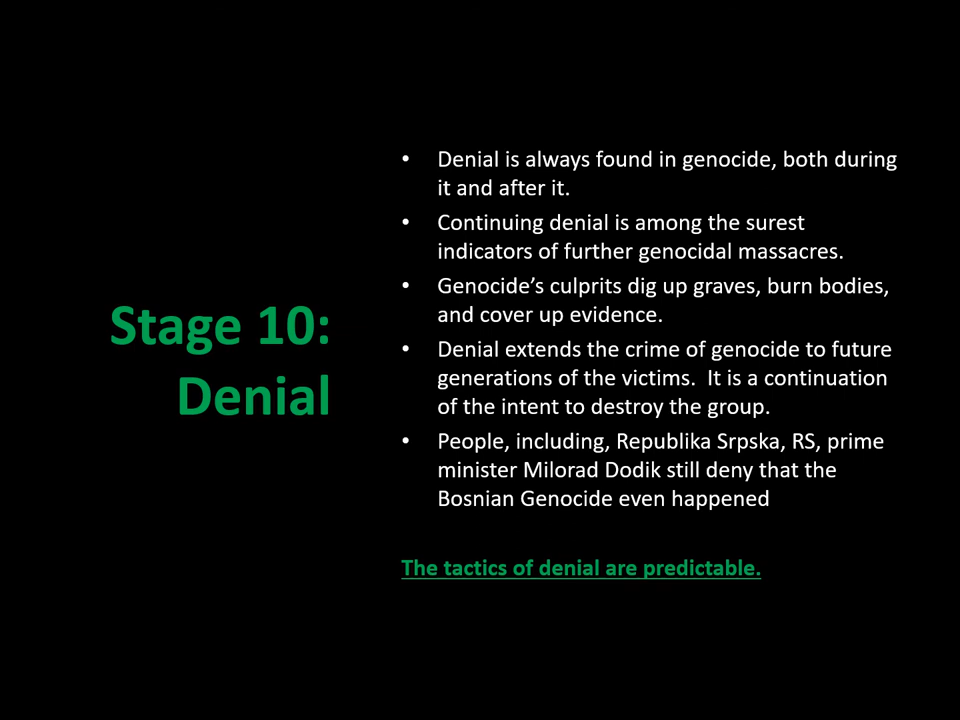 Stage 10:
Denial
• Denial is always found in genocide, both during
it and after it.
• Continuing denial is among the surest
indicators of further genocidal massacres.
• Genocide’s culprits dig up graves, burn bodies,
and cover up evidence.
• Denial extends the crime of genocide to future
generations of the victims.  It is a continuation
of the intent to destroy the group.
• People, including, Republika Srpska, RS, prime
minister Milorad Dodik still deny that the
Bosnian Genocide even happened
The tactics of denial are predictable.